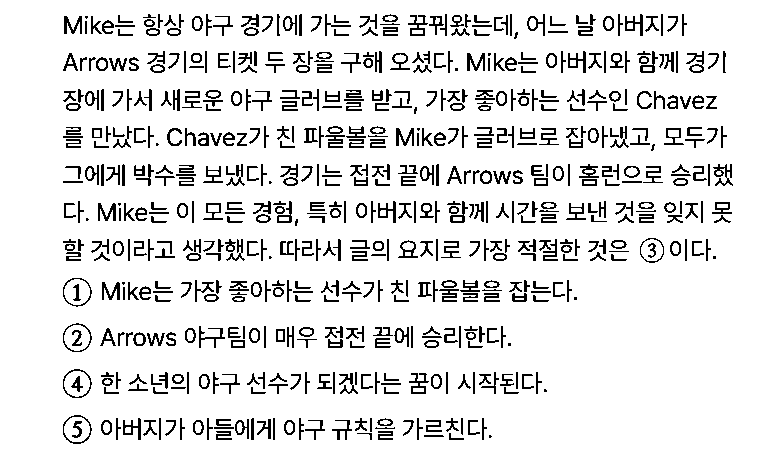 Mike는 항상 야구 경기에 가는 것을 꿈꿔왔는데, 어느 날 아버지가
Arrows 경기의 티켓 두 장을 구해 오셨다. Mike는 아버지와 함께 경기
장에 가서 새로운 야구 글러브를 받고, 가장 좋아하는 선수인 Chavez
를 만났다. Chavez가 친 파울볼을 Mike가 글러브로 잡아냈고, 모두가
그에게 박수를 보냈다. 경기는 접전 끝에 Arrows 팀이 홈런으로 승리했
다. Mike는 이 모든 경험, 특히 아버지와 함께 시간을 보낸 것을 잊지 못
할 것이라고 생각했다. 따라서 글의 요지로 가장 적절한 것은 ③이다.
① Mike는 가장 좋아하는 선수가 친 파울볼을 잡는다.
② Arrows 야구팀이 매우 접전 끝에 승리한다.
④ 한 소년의 야구 선수가 되겠다는 꿈이 시작된다.
⑤ 아버지가 아들에게 야구 규칙을 가르친다.